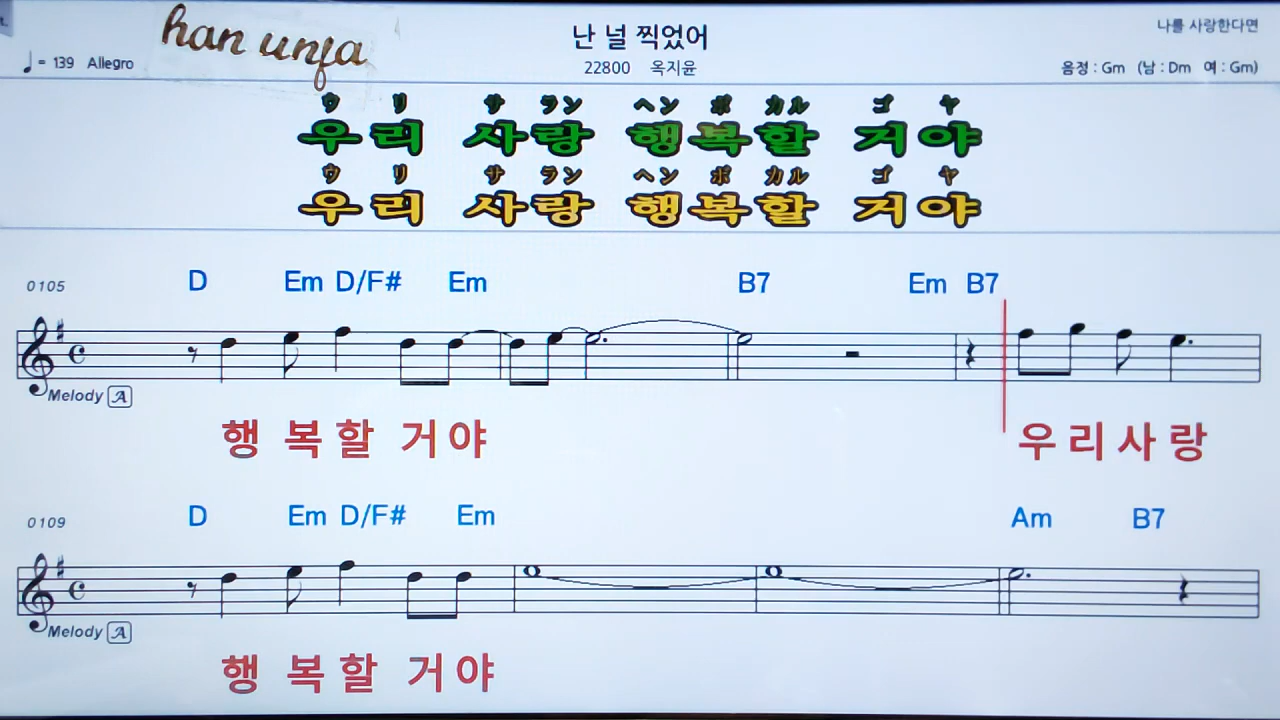 han unfa
난 널 찍었어
나를 사랑한다면
♩ = 139 Allegro
22800 옥지윤
음정 : Gm (남 : Dm 여 : Gm)
ウ リ サ ラン ヘン ボ カル ゴ ヤ
우리 사랑 행복할 거야
ウ リ サ ラン ヘン ボ カル ゴ ヤ
우리 사랑 행복할 거야
0105 D Em D/F# Em B7 Em B7
Melody A
행 복 할 거 야 우 리 사 랑
0109 D Em D/F# Em Am B7
Melody A
행 복 할 거 야